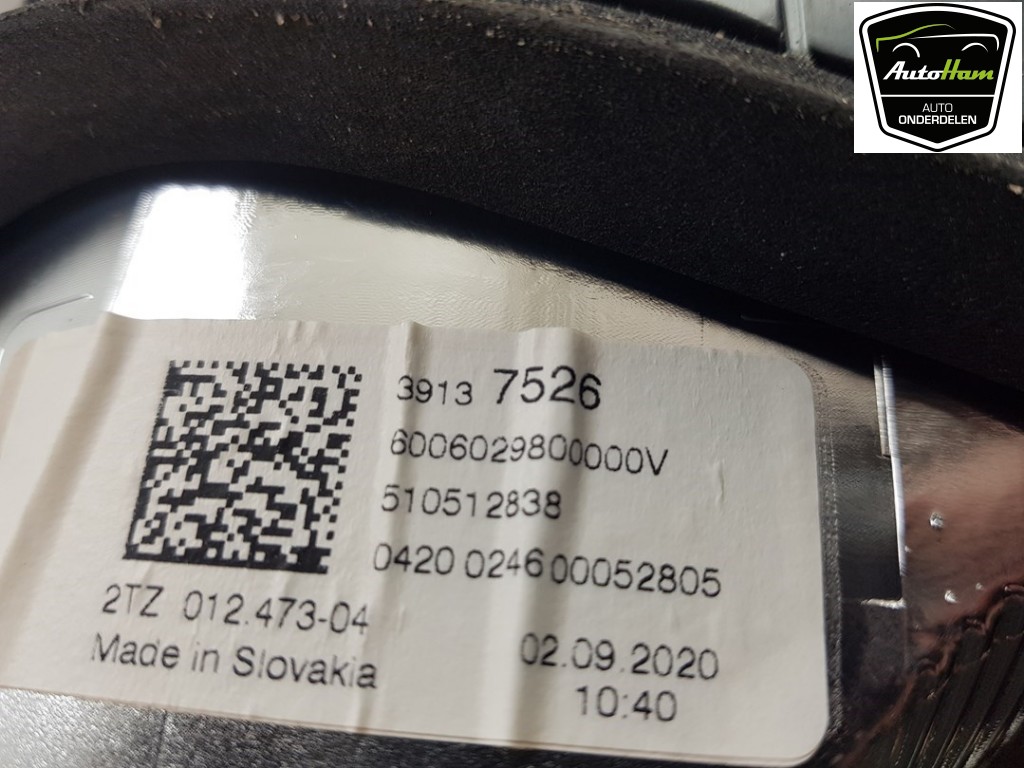 AutoHam
AUTO
ONDERDELEN
3913 7526
6006029800000V
510512838
0420 0246 00052805
2TZ 012.473-04
Made in Slovakia
02.09.2020
10:40